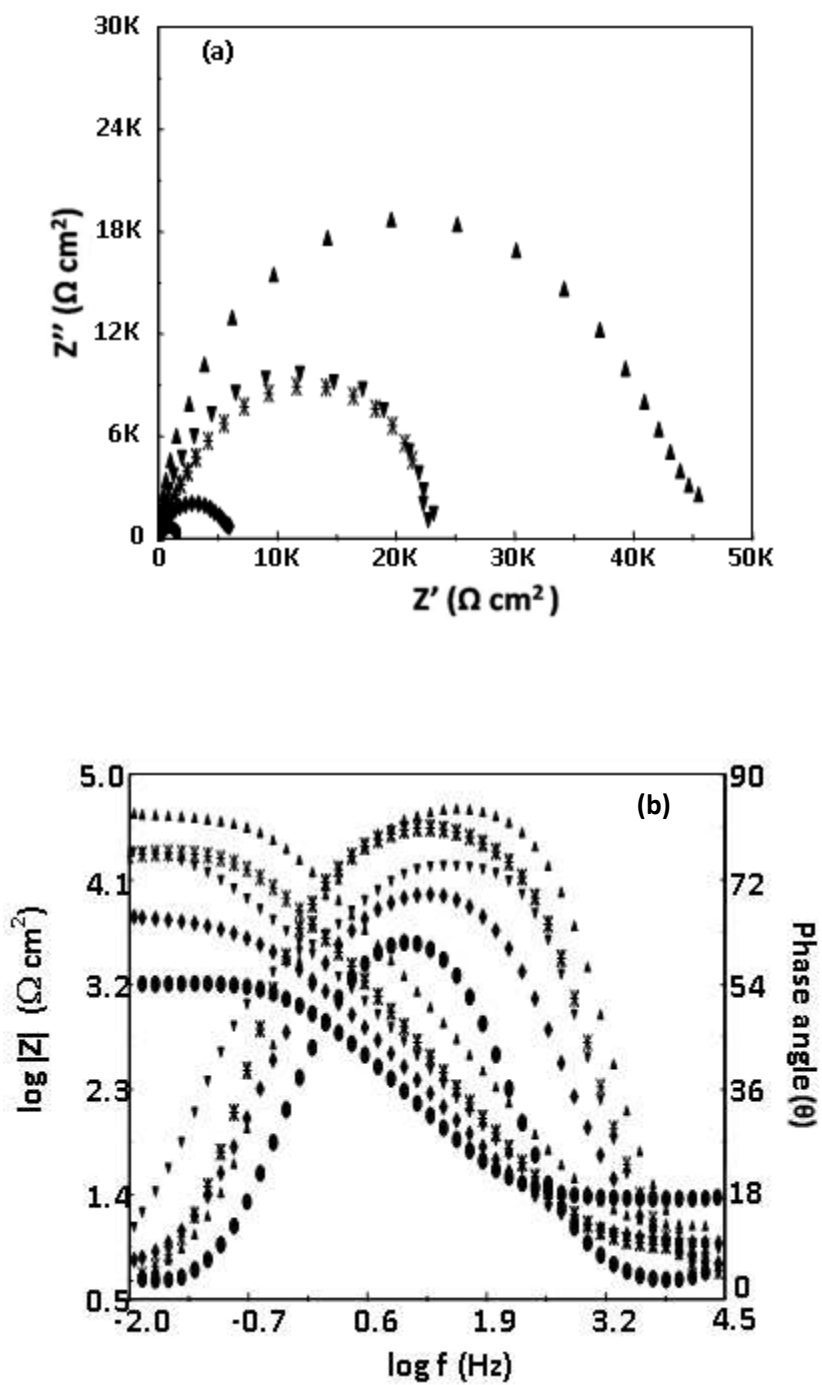 30K
(a)
24K
18K
12K
6K
0
Z″ (Ω cm²)
0 10K 20K 30K 40K 50K
Z′ (Ω cm²)
5.0 90
(b)
4.1 72
3.2 54
2.3 36
1.4 18
0.5 0
log |Z| (Ω cm²)
Phase angle(θ)
-2.0 -0.7 0.6 1.9 3.2 4.5
log f (Hz)